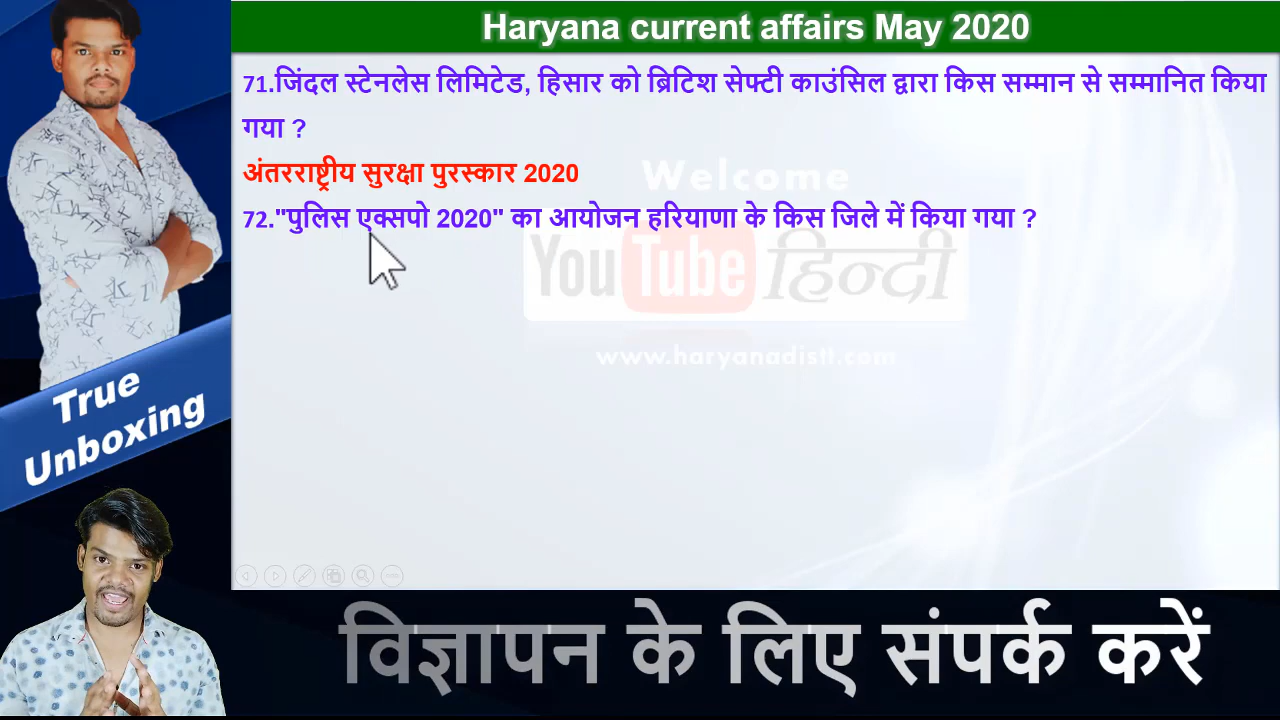 Haryana current affairs May 2020
71.जिंदल स्टेनलेस लिमिटेड, हिसार को ब्रिटिश सेफ्टी काउंसिल द्वारा किस सम्मान से सम्मानित किया
गया ?
अंतरराष्ट्रीय सुरक्षा पुरस्कार 2020
72."पुलिस एक्सपो 2020" का आयोजन हरियाणा के किस जिले में किया गया ?
Welcome
YouTube हिन्दी
www.haryanadistl.com
True
Unboxing
विज्ञापन के लिए संपर्क करें